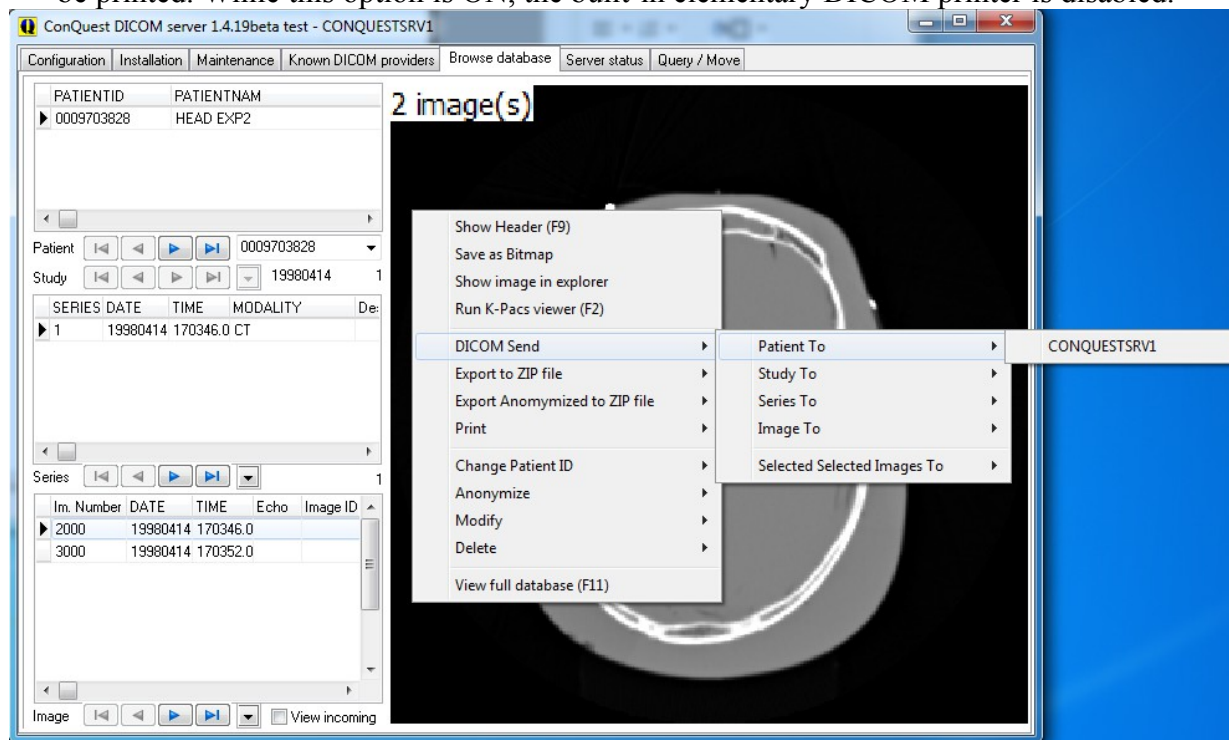 be printed. While this option is ON, the built-in elementary DICOM printer is disabled.
ConQuest DICOM server 1.4.19beta test - CONQUESTSRV1
Configuration Installation Maintenance Known DICOM providers Browse database Server status Query / Move
PATIENTID PATIENTNAM
0009703828 HEAD EXP2
2 image(s)
Patient 0009703828
Study 19980414 1
SERIES DATE TIME MODALITY De:
1 19980414 170346.0 CT
Series 1
Im. Number DATE TIME Echo Image ID
2000 19980414 170346.0
3000 19980414 170352.0
Image View incoming
Show Header (F9)
Save as Bitmap
Show image in explorer
Run K-Pacs viewer (F2)
DICOM Send
Export to ZIP file
Export Anomymized to ZIP file
Print
Change Patient ID
Anonymize
Modify
Delete
View full database (F11)
Patient To
Study To
Series To
Image To
Selected Selected Images To
CONQUESTSRV1